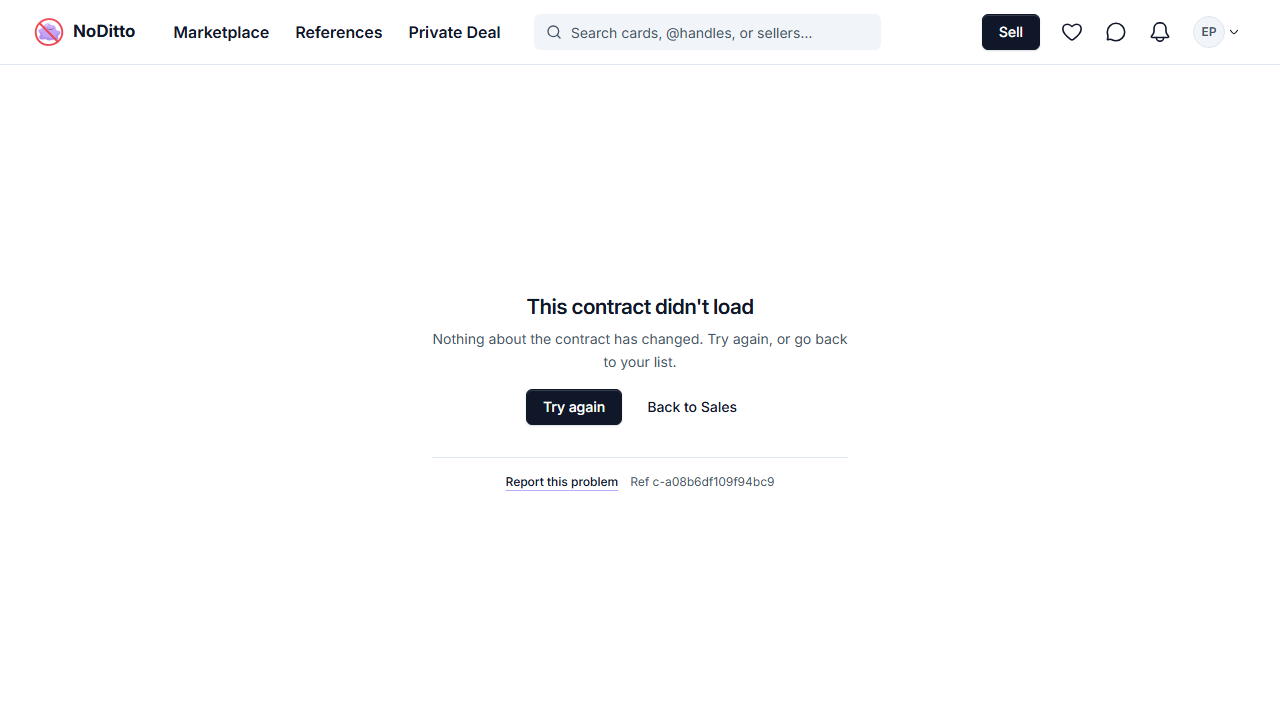 NoDitto
Marketplace
References
Private Deal
Search cards, @handles, or sellers...
Sell
EP
This contract didn't load
Nothing about the contract has changed. Try again, or go back
to your list.
Try again
Back to Sales
Report this problem
Ref c-a08b6df109f94bc9